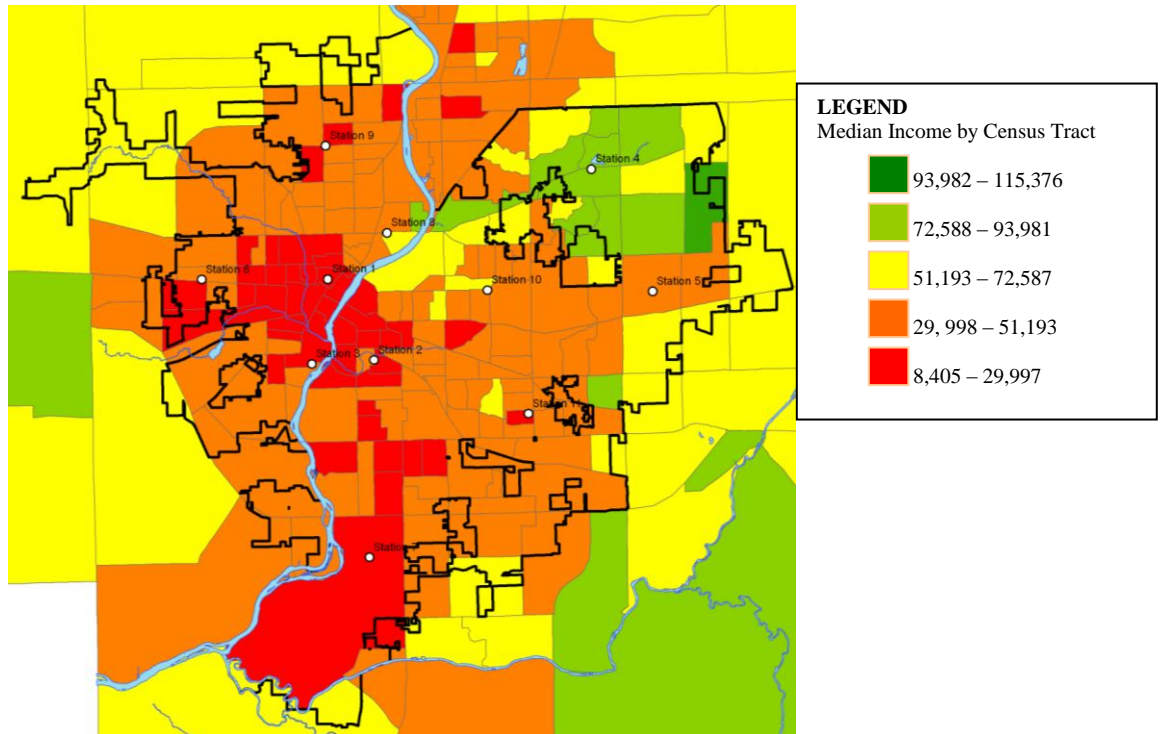 Station 9
Station 4
Station 8
Station 6
Station 1
Station 10
Station 5
Station 3
Station 2
Station
Station
LEGEND
Median Income by Census Tract
93,982 – 115,376
72,588 – 93,981
51,193 – 72,587
29, 998 – 51,193
8,405 – 29,997